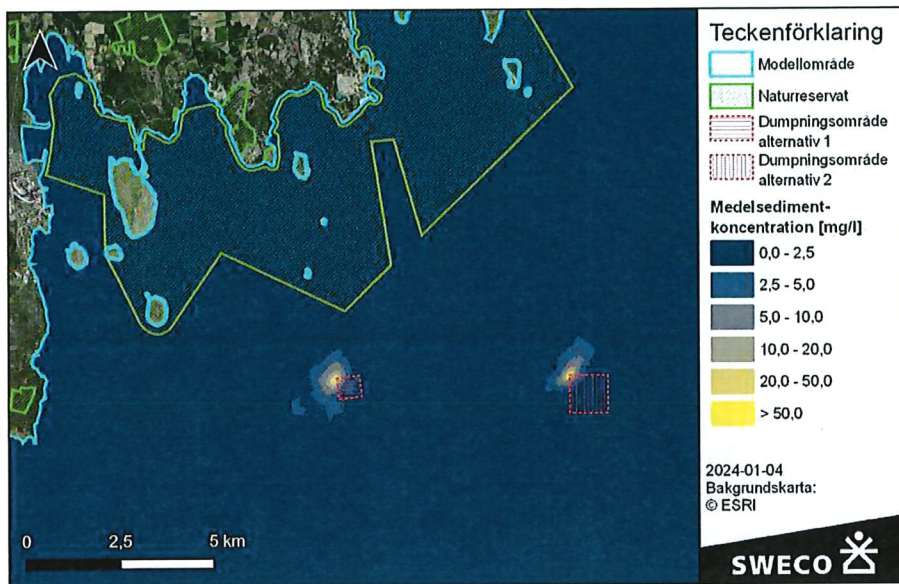 Teckenförklaring
Modellområde
Naturreservat
Dumpningsområde
alternativ 1
Dumpningsområde
alternativ 2
Medelsediment-
koncentration [mg/l]
0,0 - 2,5
2,5 - 5,0
5,0 - 10,0
10,0 - 20,0
20,0 - 50,0
> 50,0
2024-01-04
Bakgrundskarta:
© ESRI
SWECO
0 2,5 5 km